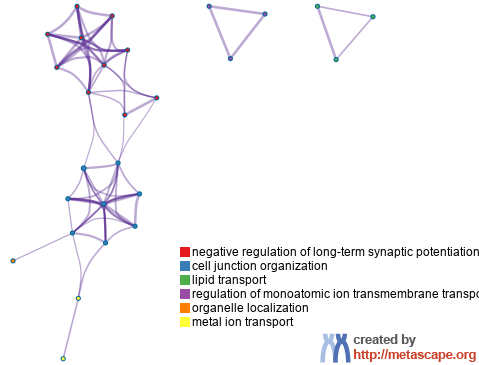 negative regulation of long-term synaptic potentiation
cell junction organization
lipid transport
regulation of monoatomic ion transmembrane transpo
organelle localization
metal ion transport
created by
http://metascape.org